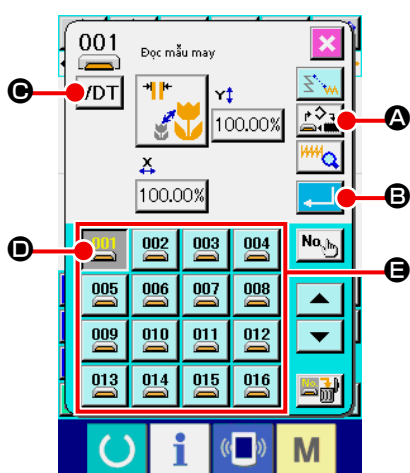 001
Đọc mẫu may
C
/DT
Y
100.00%
A
X
100.00%
B
D
001 002 003 004
No.
E
005 006 007 008
009 010 011 012
013 014 015 016
No.
i
M